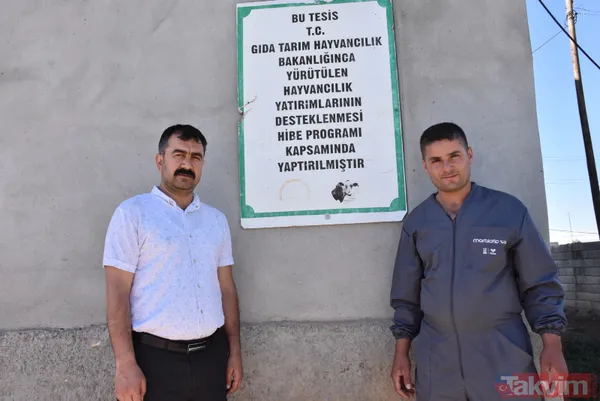 BU TESİS
T.C.
GIDA TARIM HAYVANCILIK
BAKANLIĞINCA
YÜRÜTÜLEN
HAYVANCILIK
YATIRIMLARININ
DESTEKLENMESİ
HİBE PROGRAMI
KAPSAMINDA
YAPTIRILMIŞTIR
Takvim